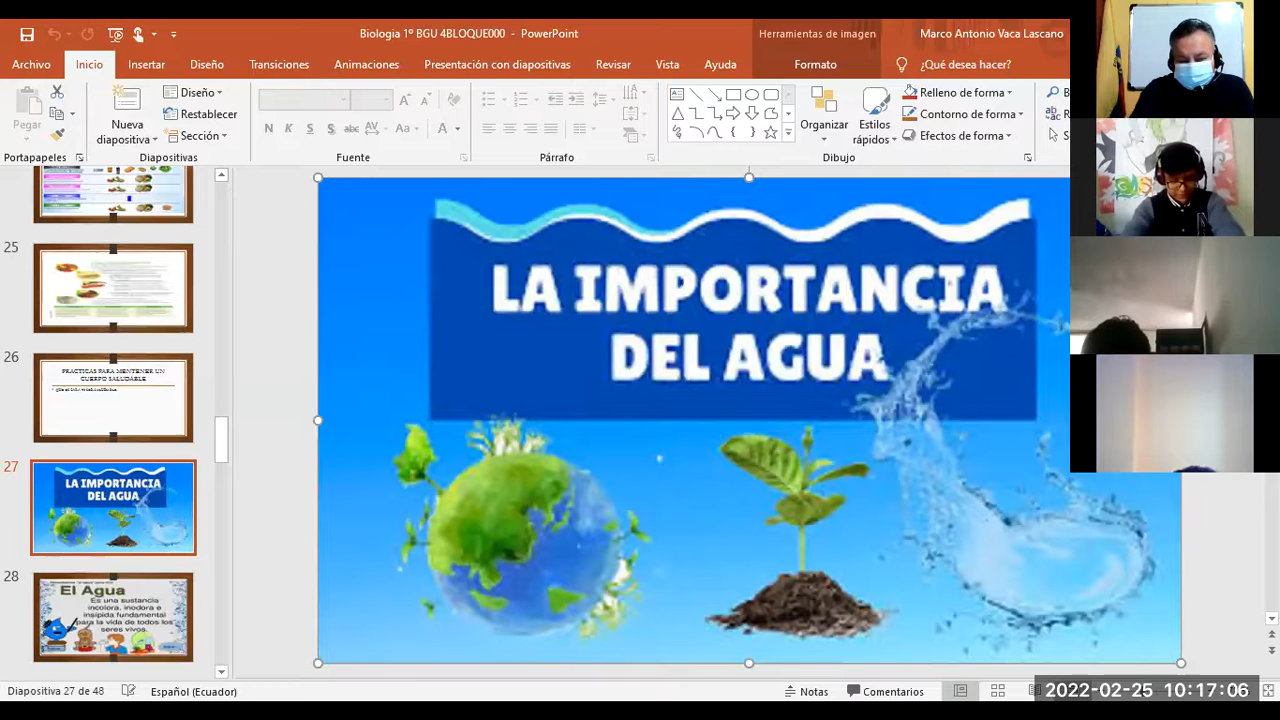 Biologia 1º BGU 4BLOQUE000 - PowerPoint
Herramientas de imagen
Marco Antonio Vaca Lascano
Archivo
Inicio
Insertar
Diseño
Transiciones
Animaciones
Presentación con diapositivas
Revisar
Vista
Ayuda
Formato
¿Qué desea hacer?
Pegar
Portapapeles
Nueva
diapositiva
Diseño
Restablecer
Sección
Diapositivas
N K S S abc AV Aa A
Fuente
Párrafo
Organizar
Estilos
rápidos
Dibujo
Relleno de forma
Contorno de forma
Efectos de forma
B
R
S
25
26
PRACTICAS PARA MENTENER UN
CUERPO SALUDABLE
27
LA IMPORTANCIA
DEL AGUA
28
El Agua
Es una sustancia
incolora, inodora e
insipida fundamental
para la vida de todos los
seres vivos.
LA IMPORTANCIA
DEL AGUA
Diapositiva 27 de 48
Español (Ecuador)
Notas
Comentarios
2022-02-25 10:17:06